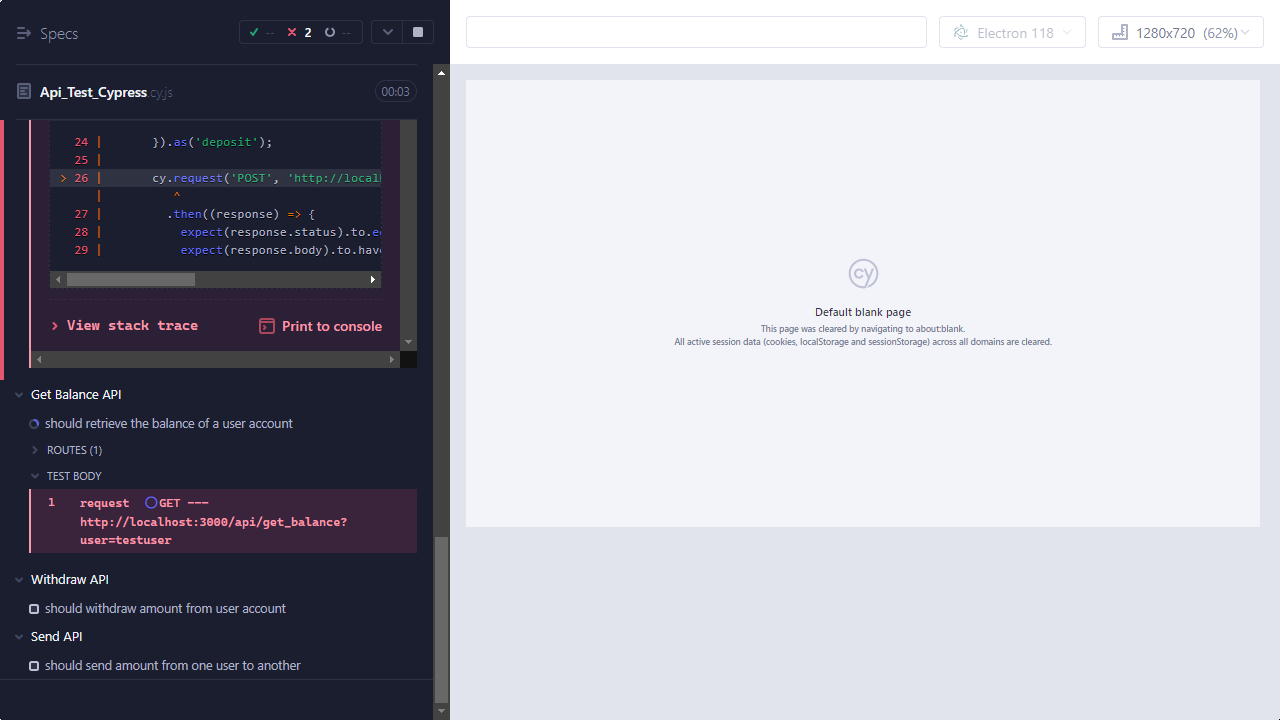 Specs
--
2
--
Electron 118
1280x720 (62%)
Api_Test_Cypress.cy.js
00:03
24 | }).as('deposit');
25 |
> 26 | cy.request('POST', 'http://local
| ^
27 | .then((response) => {
28 | expect(response.status).to.e
29 | expect(response.body).to.have
View stack trace
Print to console
Get Balance API
should retrieve the balance of a user account
ROUTES (1)
TEST BODY
1 request GET ---
http://localhost:3000/api/get_balance?
user=testuser
Withdraw API
should withdraw amount from user account
Send API
should send amount from one user to another
cy
Default blank page
This page was cleared by navigating to about:blank.
All active session data (cookies, localStorage and sessionStorage) across all domains are cleared.